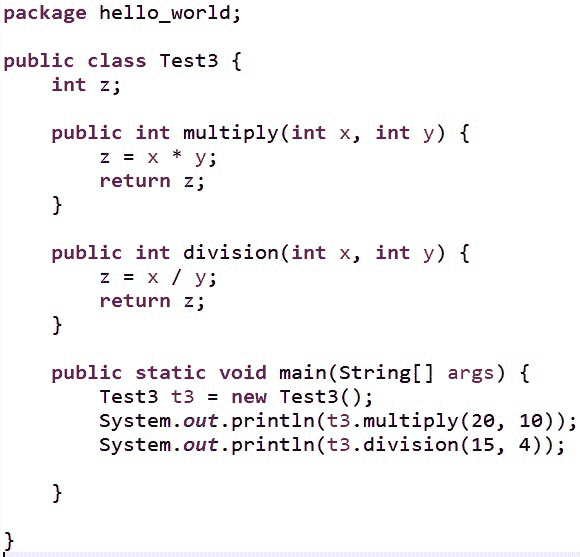 package hello_world;
public class Test3 {
int z;
public int multiply(int x, int y) {
z = x * y;
return z;
}
public int division(int x, int y) {
z = x / y;
return z;
}
public static void main(String[] args) {
Test3 t3 = new Test3();
System.out.println(t3.multiply(20, 10));
System.out.println(t3.division(15, 4));
}
}